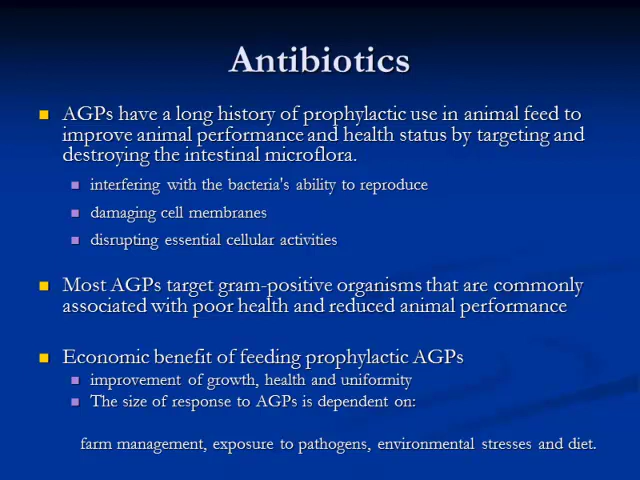 Antibiotics
AGPs have a long history of prophylactic use in animal feed to
improve animal performance and health status by targeting and
destroying the intestinal microflora.
interfering with the bacteria's ability to reproduce
damaging cell membranes
disrupting essential cellular activities
Most AGPs target gram-positive organisms that are commonly
associated with poor health and reduced animal performance
Economic benefit of feeding prophylactic AGPs
improvement of growth, health and uniformity
The size of response to AGPs is dependent on:
farm management, exposure to pathogens, environmental stresses and diet.